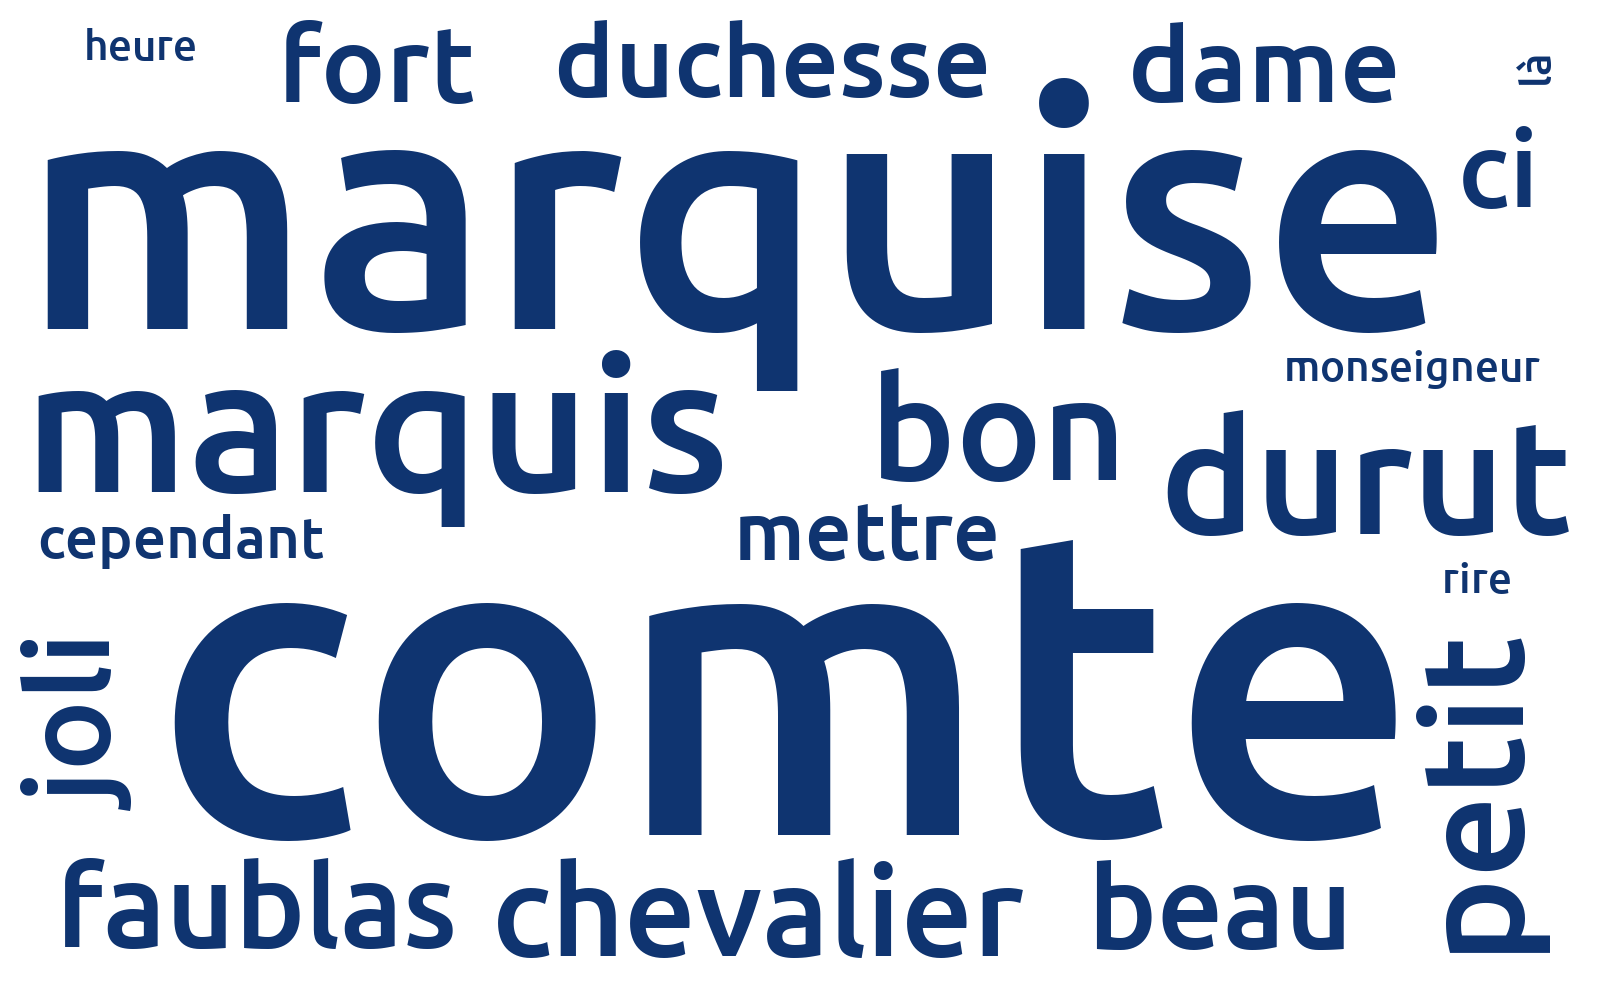 heure
fort
duchesse
dame
là
marquise
ci
monseigneur
marquis
bon
durut
cependant
mettre
rire
joli
comte
petit
faublas
chevalier
beau